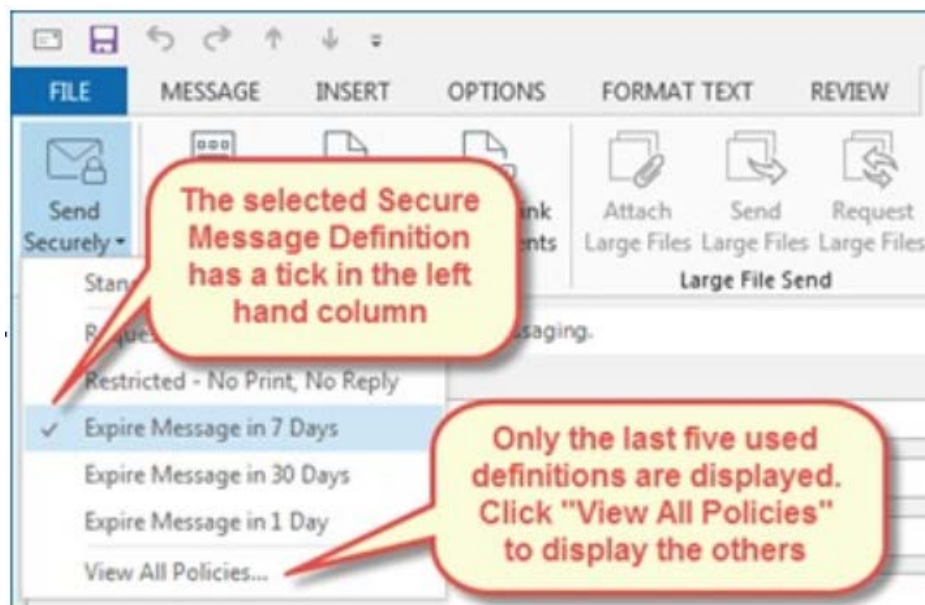 FILE MESSAGE INSERT OPTIONS FORMAT TEXT REVIEW
Send
Securely
Attach
Large Files
Send
Large Files
Request
Large Files
Large File Send
The selected Secure
Message Definition
has a tick in the left
hand column
Restricted - No Print, No Reply
Expire Message in 7 Days
Expire Message in 30 Days
Expire Message in 1 Day
View All Policies...
Only the last five used
definitions are displayed.
Click "View All Policies"
to display the others